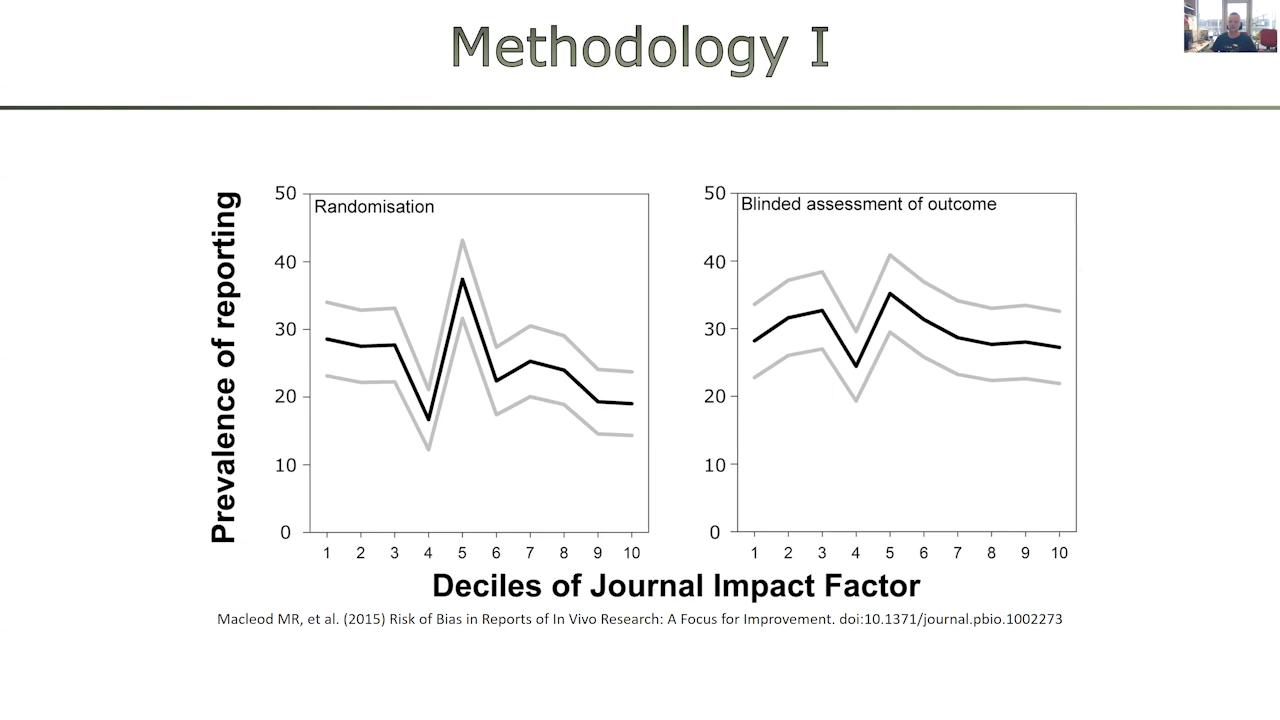 Methodology I
Prevalence of reporting
Randomisation
50
40
30
20
10
0
1 2 3 4 5 6 7 8 9 10
Blinded assessment of outcome
50
40
30
20
10
0
1 2 3 4 5 6 7 8 9 10
Deciles of Journal Impact Factor
Macleod MR, et al. (2015) Risk of Bias in Reports of In Vivo Research: A Focus for Improvement. doi:10.1371/journal.pbio.1002273